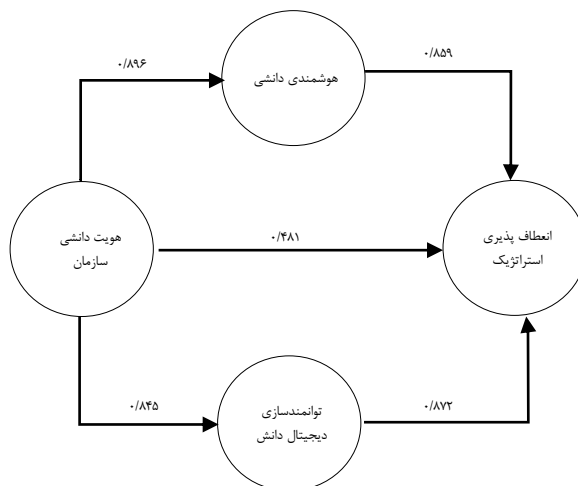 ۰/۸۹۶
هوشمندی دانشی
۰/۸۵۹
هویت دانشی
سازمان
۰/۴۸۱
انعطاف پذیری
استراتژیک
۰/۸۴۵
توانمندسازی
دیجیتال دانش
۰/۸۷۲